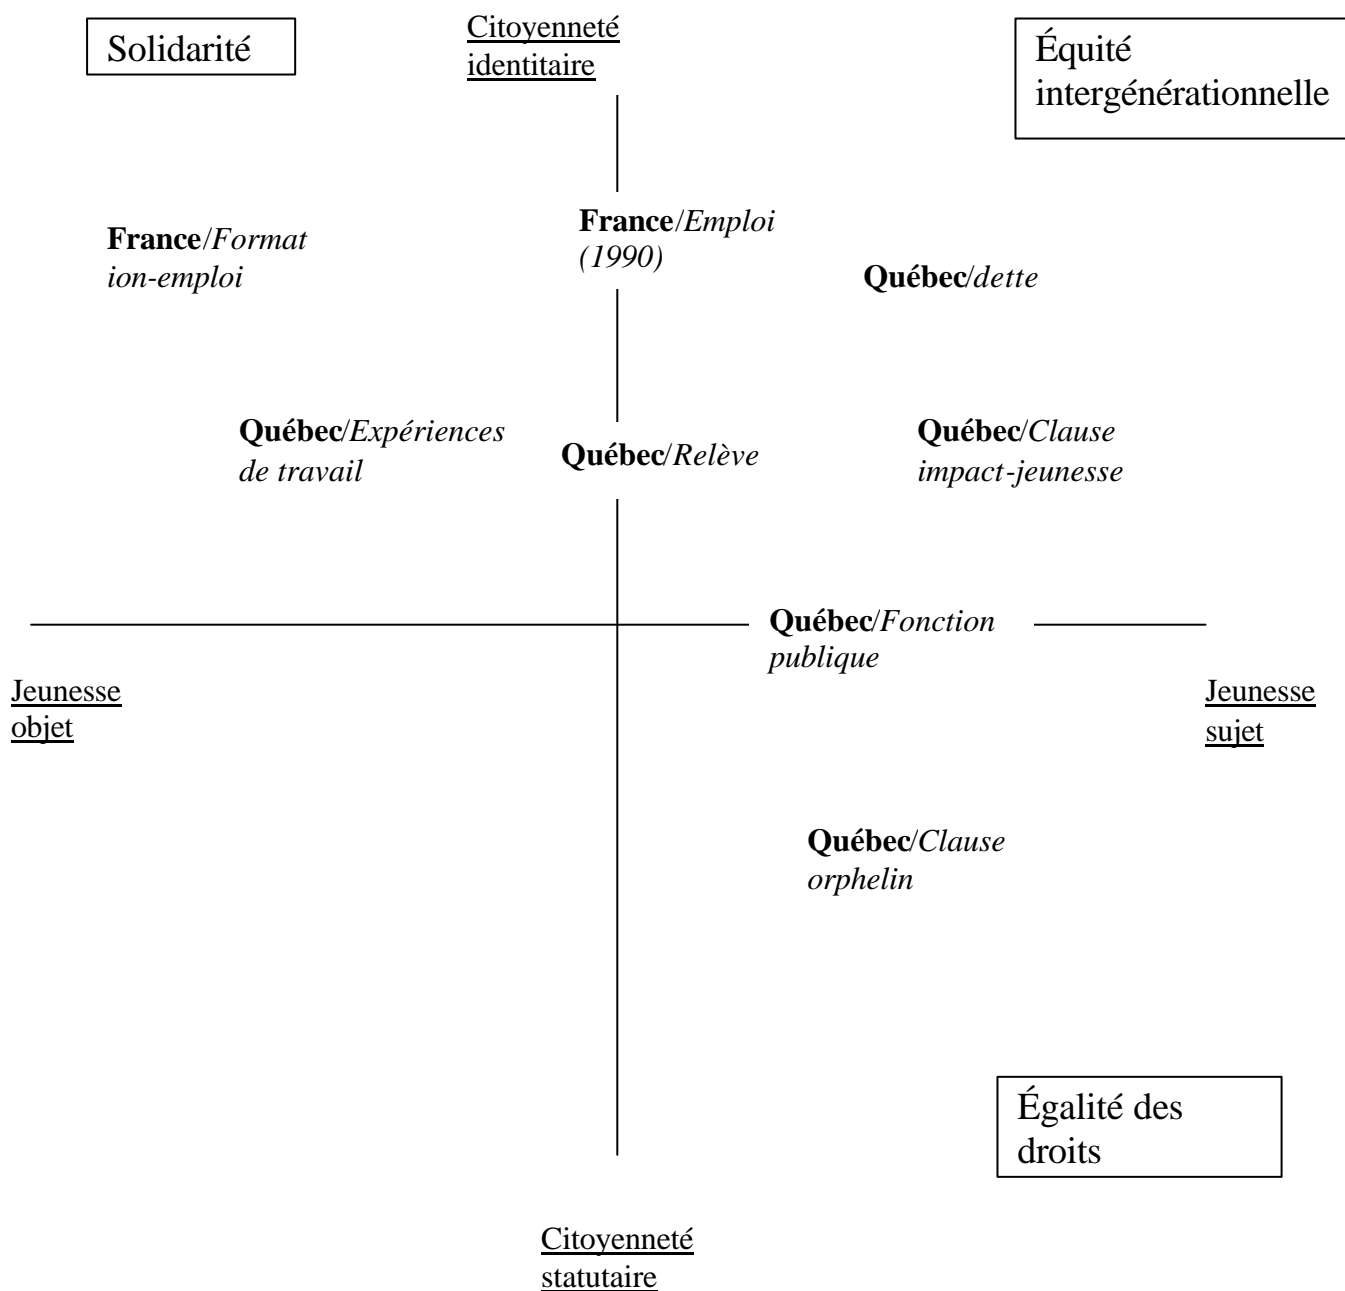 Solidarité
Citoyenneté
identitaire
Équité
intergénérationnelle
France/Format
ion-emploi
France/Emploi
(1990)
Québec/dette
Québec/Expériences
de travail
Québec/Relève
Québec/Clause
impact-jeunesse
Québec/Fonction
publique
Jeunesse
objet
Jeunesse
sujet
Québec/Clause
orphelin
Égalité des
droits
Citoyenneté
statutaire